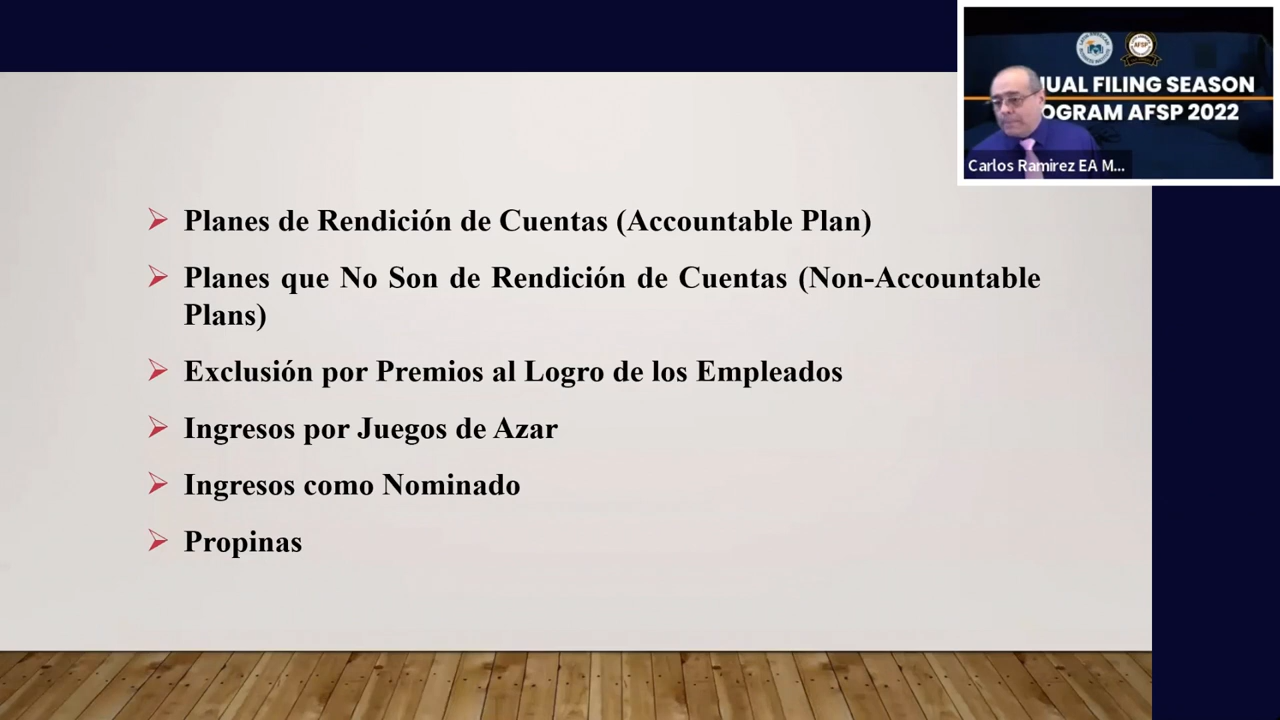 AFSP
UAL FILING SEASON
OGRAM AFSP 2022
Carlos Ramirez EA M...
Planes de Rendición de Cuentas (Accountable Plan)
Planes que No Son de Rendición de Cuentas (Non-Accountable
Plans)
Exclusión por Premios al Logro de los Empleados
Ingresos por Juegos de Azar
Ingresos como Nominado
Propinas